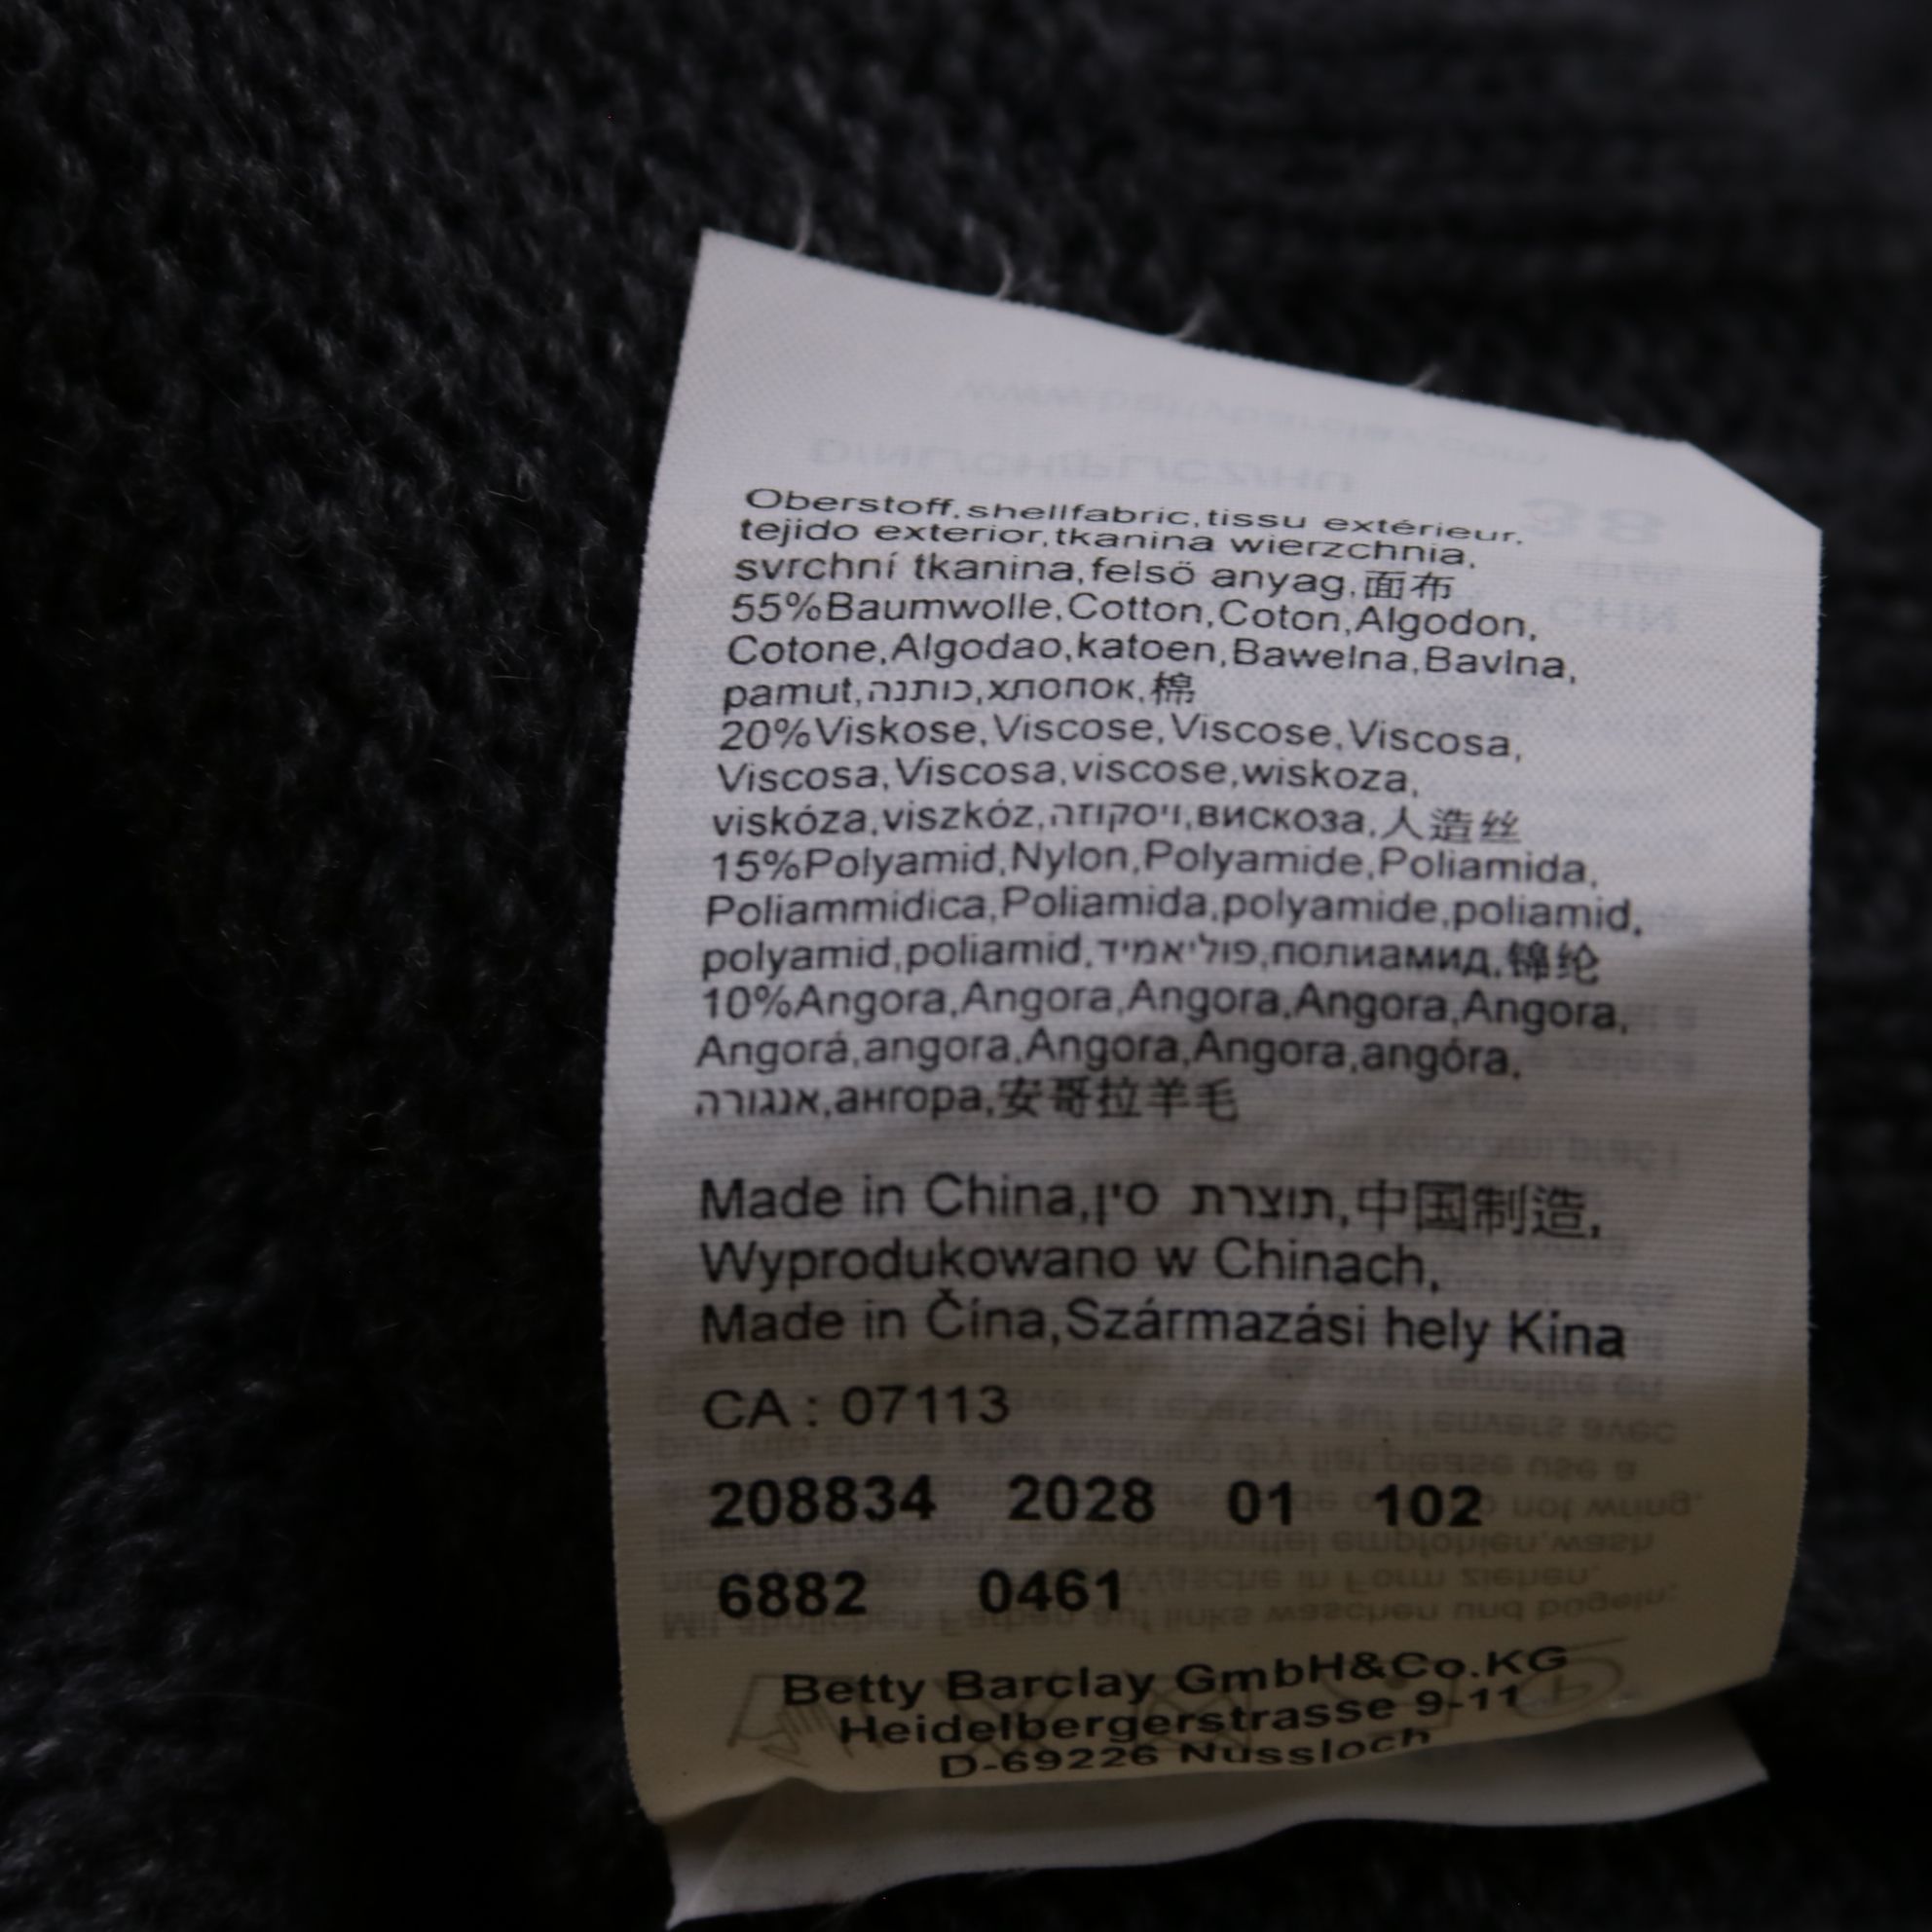 Oberstoff,shellfabric,tissu extérieur,
tejido exterior,tkanina wierzchnia,
svrchní tkanina,felsö anyag,面布
55%Baumwolle,Cotton,Coton,Algodon,
Cotone,Algodao,katoen,Bawelna,Bavlna,
pamut,כותנה,хлопок,棉
20%Viskose,Viscose,Viscose,Viscosa,
Viscosa,Viscosa,viscose,wiskoza,
viskóza,viszkóz,ויסקוזה,вискоза,人造丝
15%Polyamid,Nylon,Polyamide,Poliamida,
Poliammidica,Poliamida,polyamide,poliamid,
polyamid,poliamid,פוליאמיד,полиамид,锦纶
10%Angora,Angora,Angora,Angora,Angora,
Angorá,angora,Angora,Angora,angóra,
אנגורה,ангора,安哥拉羊毛
Made in China,תוצרת סין,中国制造,
Wyprodukowano w Chinach,
Made in Čína,Származási hely Kína
CA : 07113
208834 2028 01 102
6882 0461
Betty Barclay GmbH&Co.KG
Heidelbergerstrasse 9-11
D-69226 Nussloch